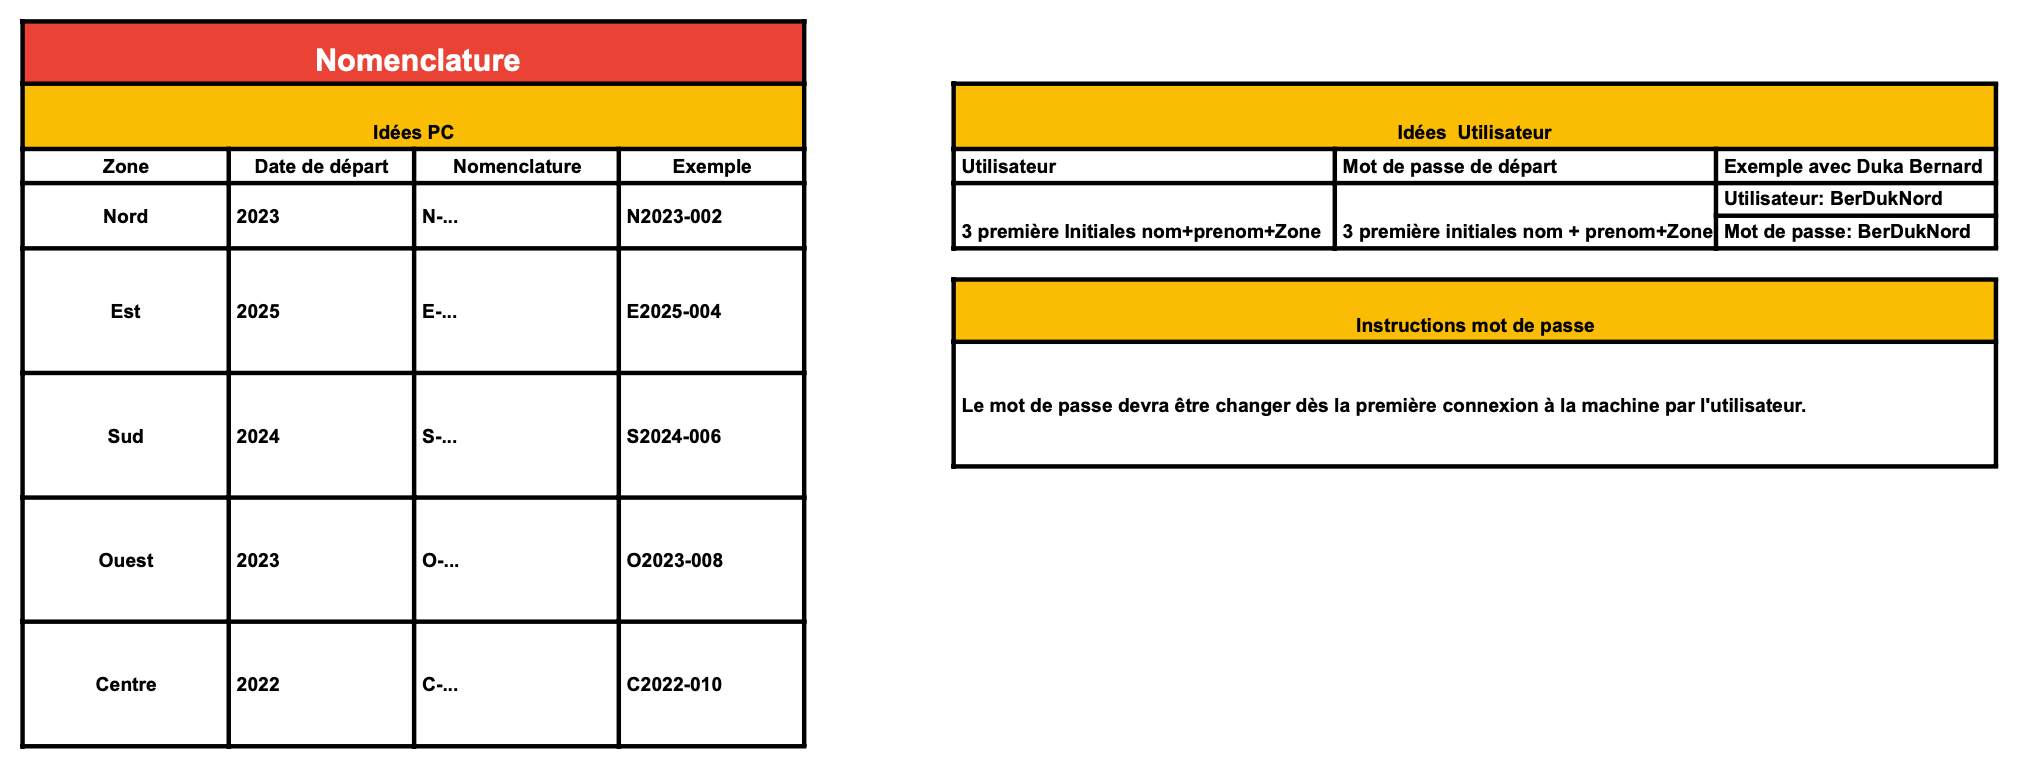 Nomenclature
Idées PC
Zone Date de départ Nomenclature Exemple
Nord 2023 N-... N2023-002
Est 2025 E-... E2025-004
Sud 2024 S-... S2024-006
Ouest 2023 O-... O2023-008
Centre 2022 C-... C2022-010
Idées  Utilisateur
Utilisateur Mot de passe de départ Exemple avec Duka Bernard
Utilisateur: BerDukNord
3 première Initiales nom+prenom+Zone 3 première initiales nom + prenom+Zone Mot de passe: BerDukNord
Instructions mot de passe
Le mot de passe devra être changer dès la première connexion à la machine par l'utilisateur.